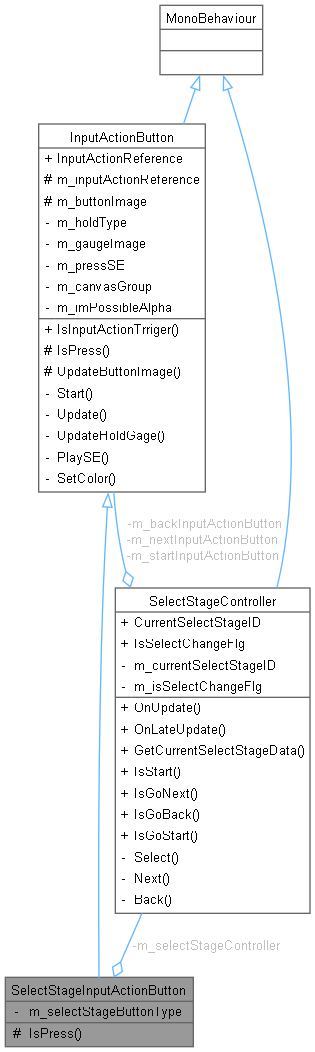 MonoBehaviour
InputActionButton
+ InputActionReference
# m_inputActionReference
# m_buttonImage
- m_holdType
- m_gaugeImage
- m_pressSE
- m_canvasGroup
- m_imPossibleAlpha
+ IsInputActionTrriger()
# IsPress()
# UpdateButtonImage()
- Start()
- Update()
- UpdateHoldGage()
- PlaySE()
- SetColor()
-m_backInputActionButton
-m_nextInputActionButton
-m_startInputActionButton
SelectStageController
+ CurrentSelectStageID
+ IsSelectChangeFlg
- m_currentSelectStageID
- m_isSelectChangeFlg
+ OnUpdate()
+ OnLateUpdate()
+ GetCurrentSelectStageData()
+ IsStart()
+ IsGoNext()
+ IsGoBack()
+ IsGoStart()
- Select()
- Next()
- Back()
-m_selectStageController
SelectStageInputActionButton
- m_selectStageButtonType
# IsPress()